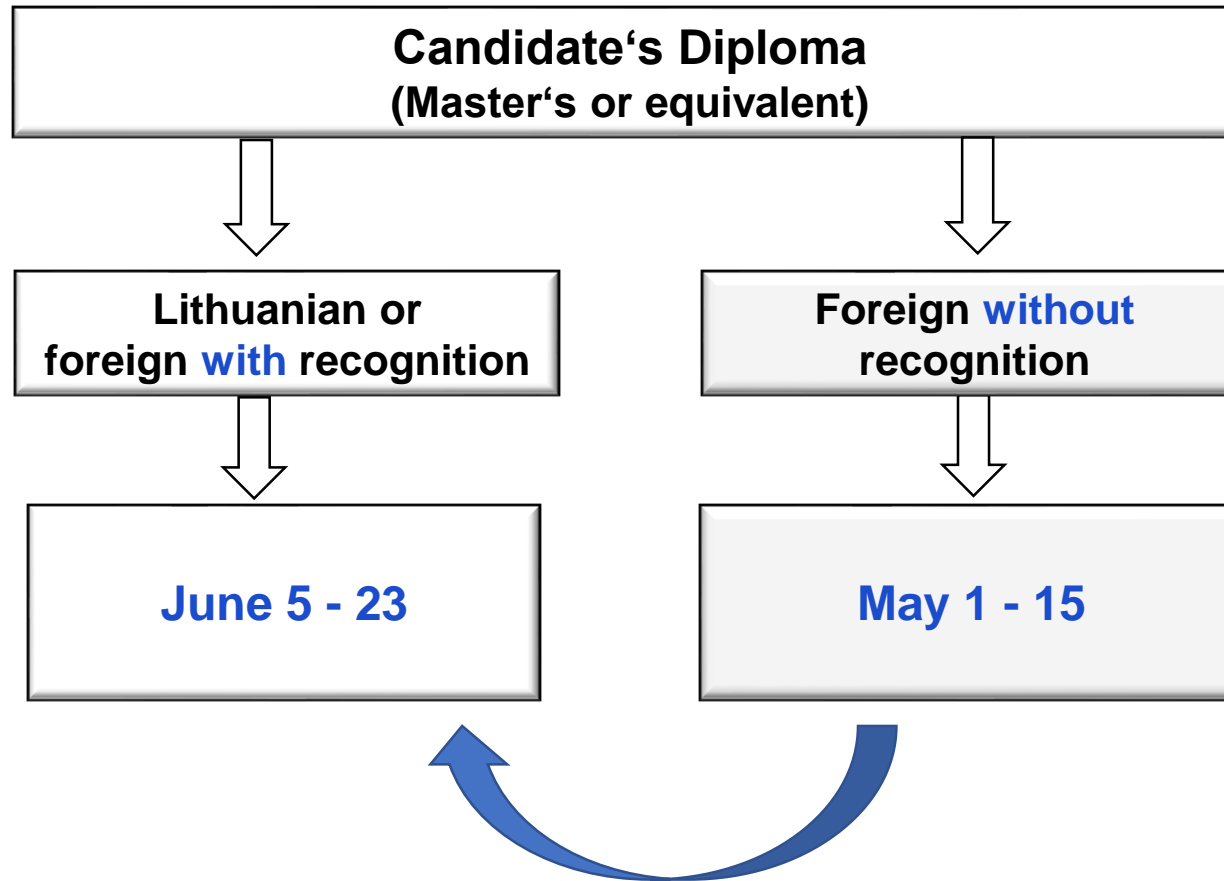 Candidate‘s Diploma
(Master‘s or equivalent)
Lithuanian or
foreign with recognition
Foreign without
recognition
June 5 - 23
May 1 - 15